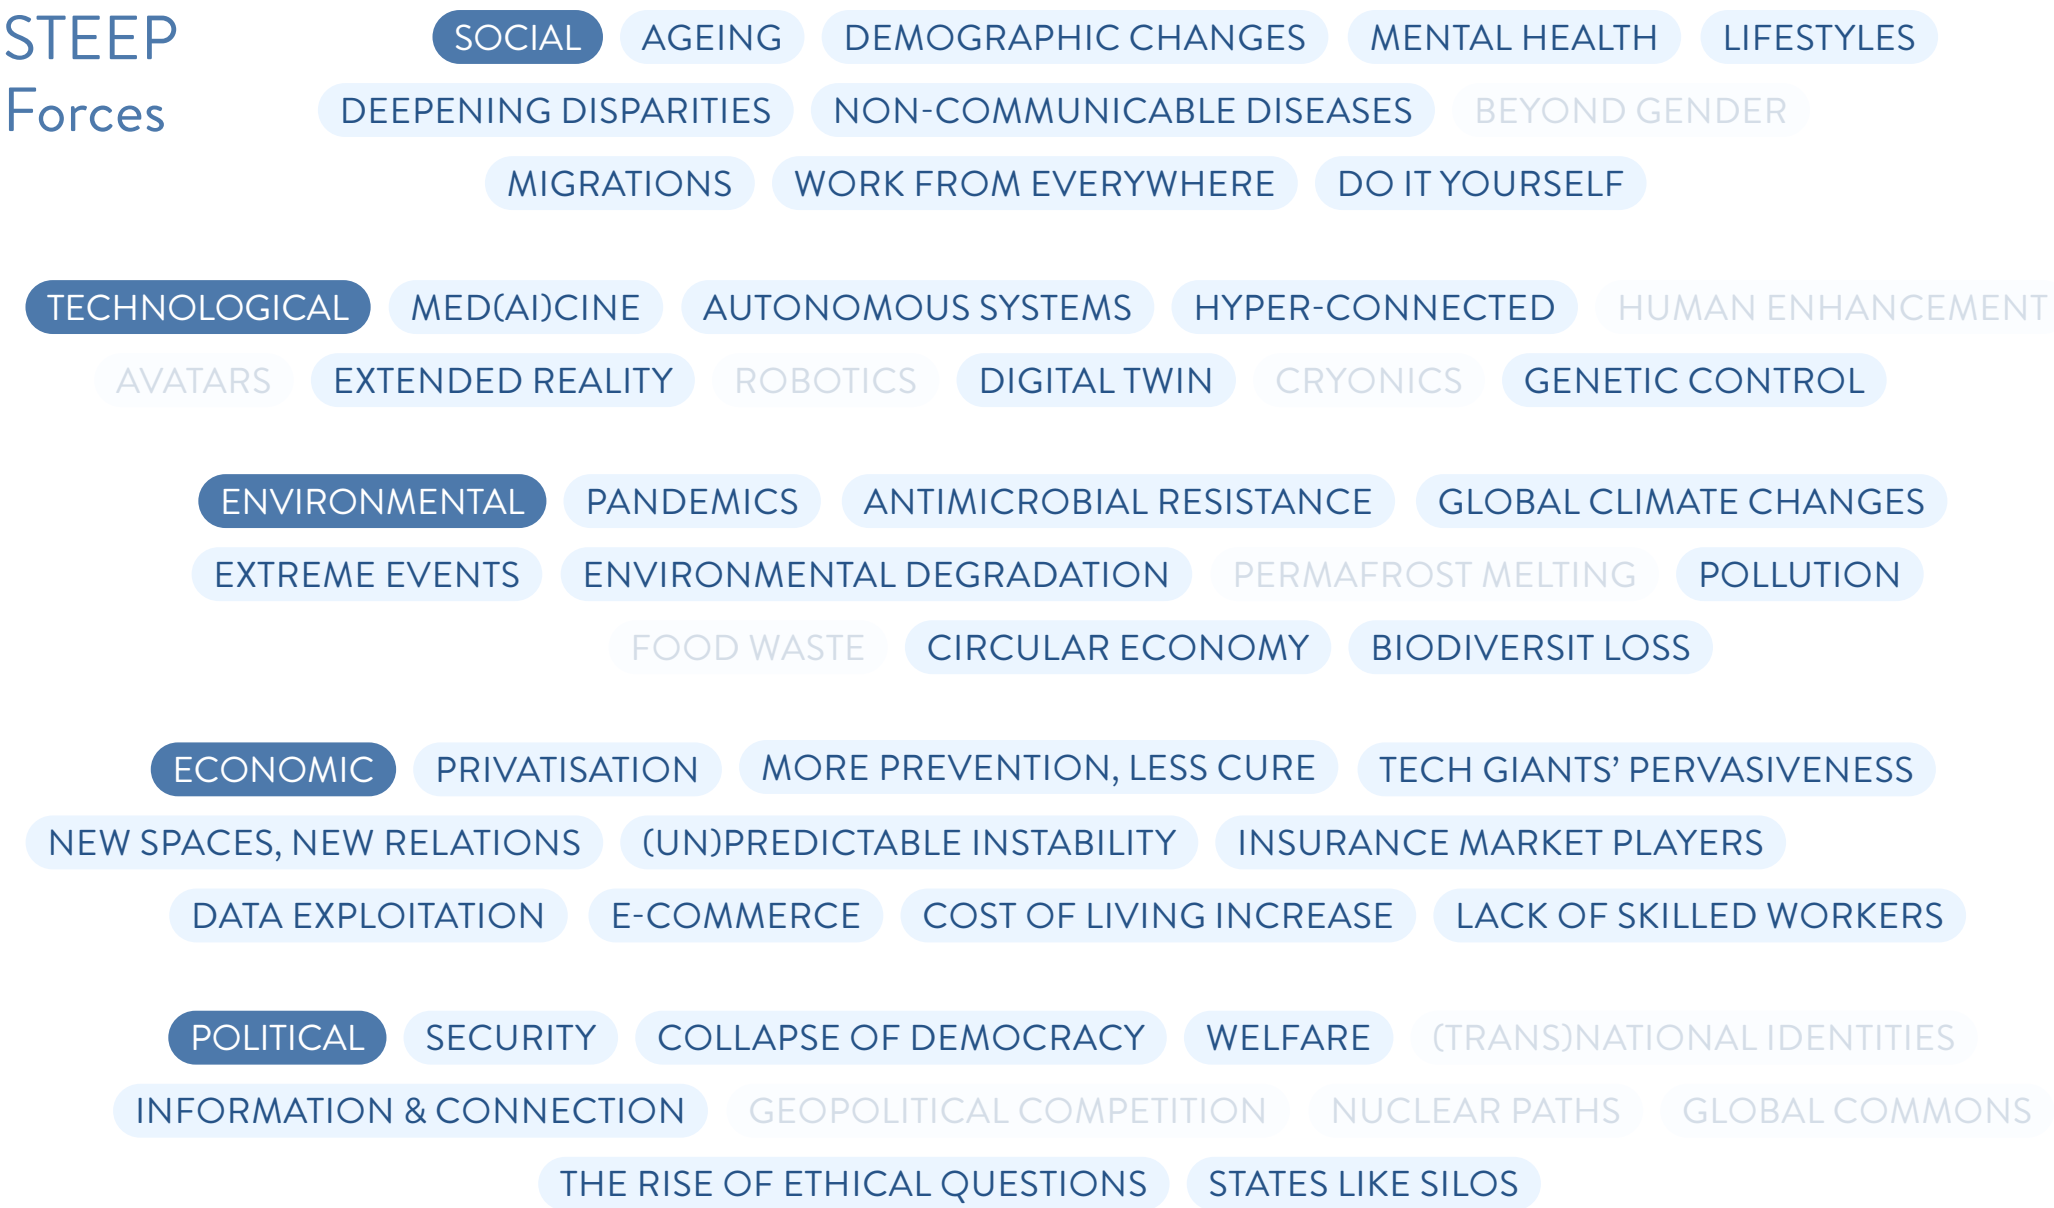 STEEP
Forces
SOCIAL AGEING DEMOGRAPHIC CHANGES MENTAL HEALTH LIFESTYLES
DEEPENING DISPARITIES NON-COMMUNICABLE DISEASES BEYOND GENDER
MIGRATIONS WORK FROM EVERYWHERE DO IT YOURSELF
TECHNOLOGICAL MED(AI)CINE AUTONOMOUS SYSTEMS HYPER-CONNECTED HUMAN ENHANCEMENT
AVATARS EXTENDED REALITY ROBOTICS DIGITAL TWIN CRYONICS GENETIC CONTROL
ENVIRONMENTAL PANDEMICS ANTIMICROBIAL RESISTANCE GLOBAL CLIMATE CHANGES
EXTREME EVENTS ENVIRONMENTAL DEGRADATION PERMAFROST MELTING POLLUTION
FOOD WASTE CIRCULAR ECONOMY BIODIVERSIT LOSS
ECONOMIC PRIVATISATION MORE PREVENTION, LESS CURE TECH GIANTS’ PERVASIVENESS
NEW SPACES, NEW RELATIONS (UN)PREDICTABLE INSTABILITY INSURANCE MARKET PLAYERS
DATA EXPLOITATION E-COMMERCE COST OF LIVING INCREASE LACK OF SKILLED WORKERS
POLITICAL SECURITY COLLAPSE OF DEMOCRACY WELFARE (TRANS)NATIONAL IDENTITIES
INFORMATION & CONNECTION GEOPOLITICAL COMPETITION NUCLEAR PATHS GLOBAL COMMONS
THE RISE OF ETHICAL QUESTIONS STATES LIKE SILOS